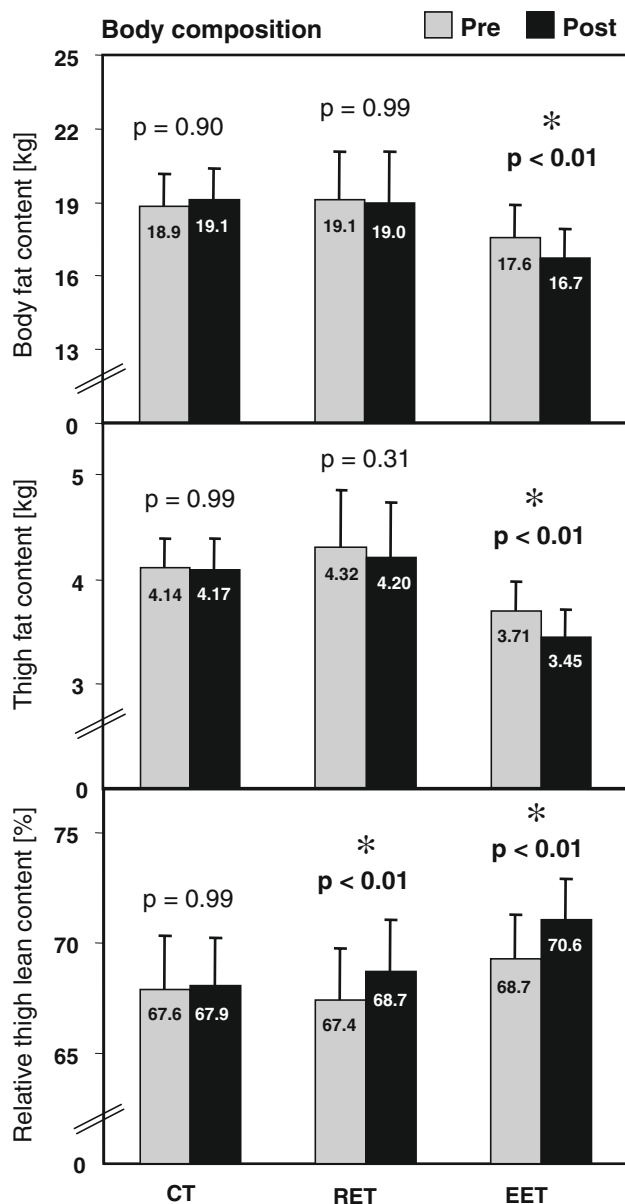 Body composition
Pre
Post
Body fat content [kg]
25
22
19
16
13
0
p = 0.90
p = 0.99
*
p < 0.01
18.9
19.1
19.1
19.0
17.6
16.7
Thigh fat content [kg]
5
4
3
0
p = 0.99
p = 0.31
*
p < 0.01
4.14
4.17
4.32
4.20
3.71
3.45
Relative thigh lean content [%]
75
70
65
0
p = 0.99
*
p < 0.01
*
p < 0.01
67.6
67.9
67.4
68.7
68.7
70.6
CT
RET
EET